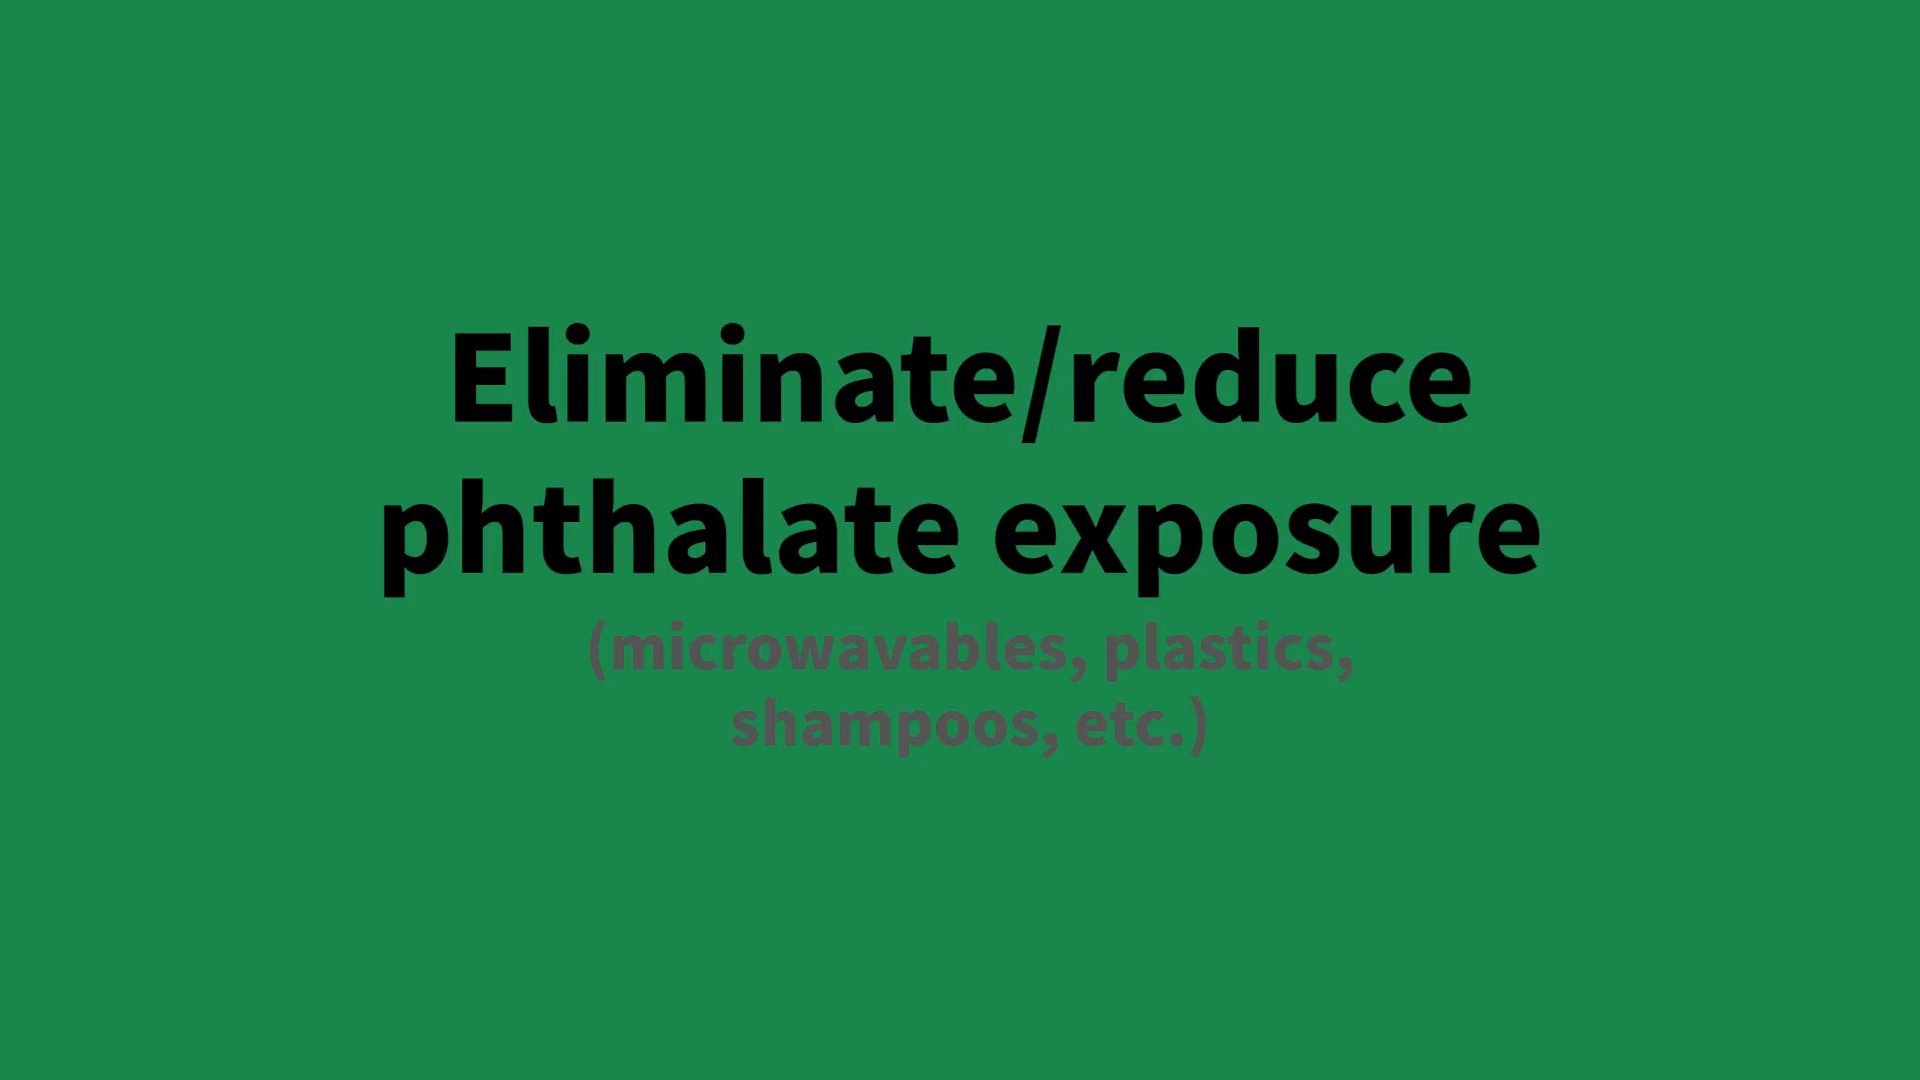 Eliminate/reduce
phthalate exposure
(microwavables, plastics,
shampoos, etc.)